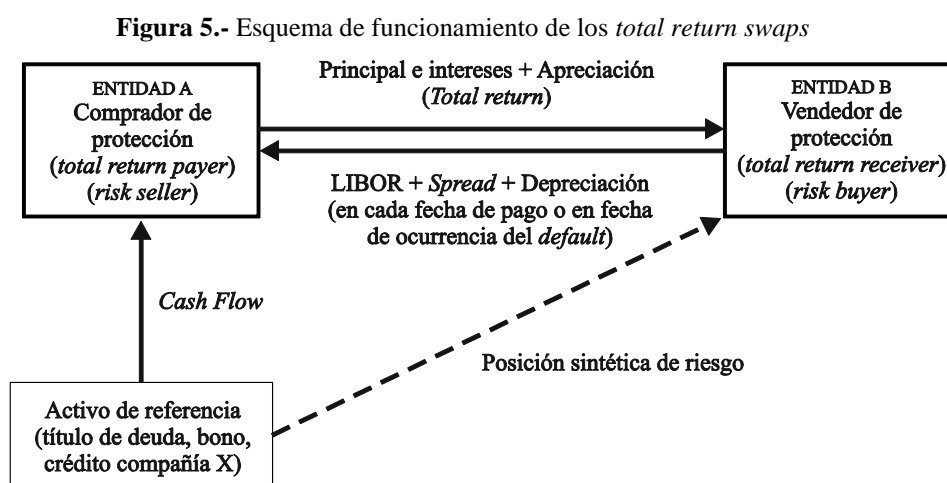 Figura 5.- Esquema de funcionamiento de los total return swaps
ENTIDAD A
Comprador de
protección
(total return payer)
(risk seller)
Principal e intereses + Apreciación
(Total return)
LIBOR + Spread + Depreciación
(en cada fecha de pago o en fecha
de ocurrencia del default)
ENTIDAD B
Vendedor de
protección
(total return receiver)
(risk buyer)
Cash Flow
Posición sintética de riesgo
Activo de referencia
(título de deuda, bono,
crédito compañía X)